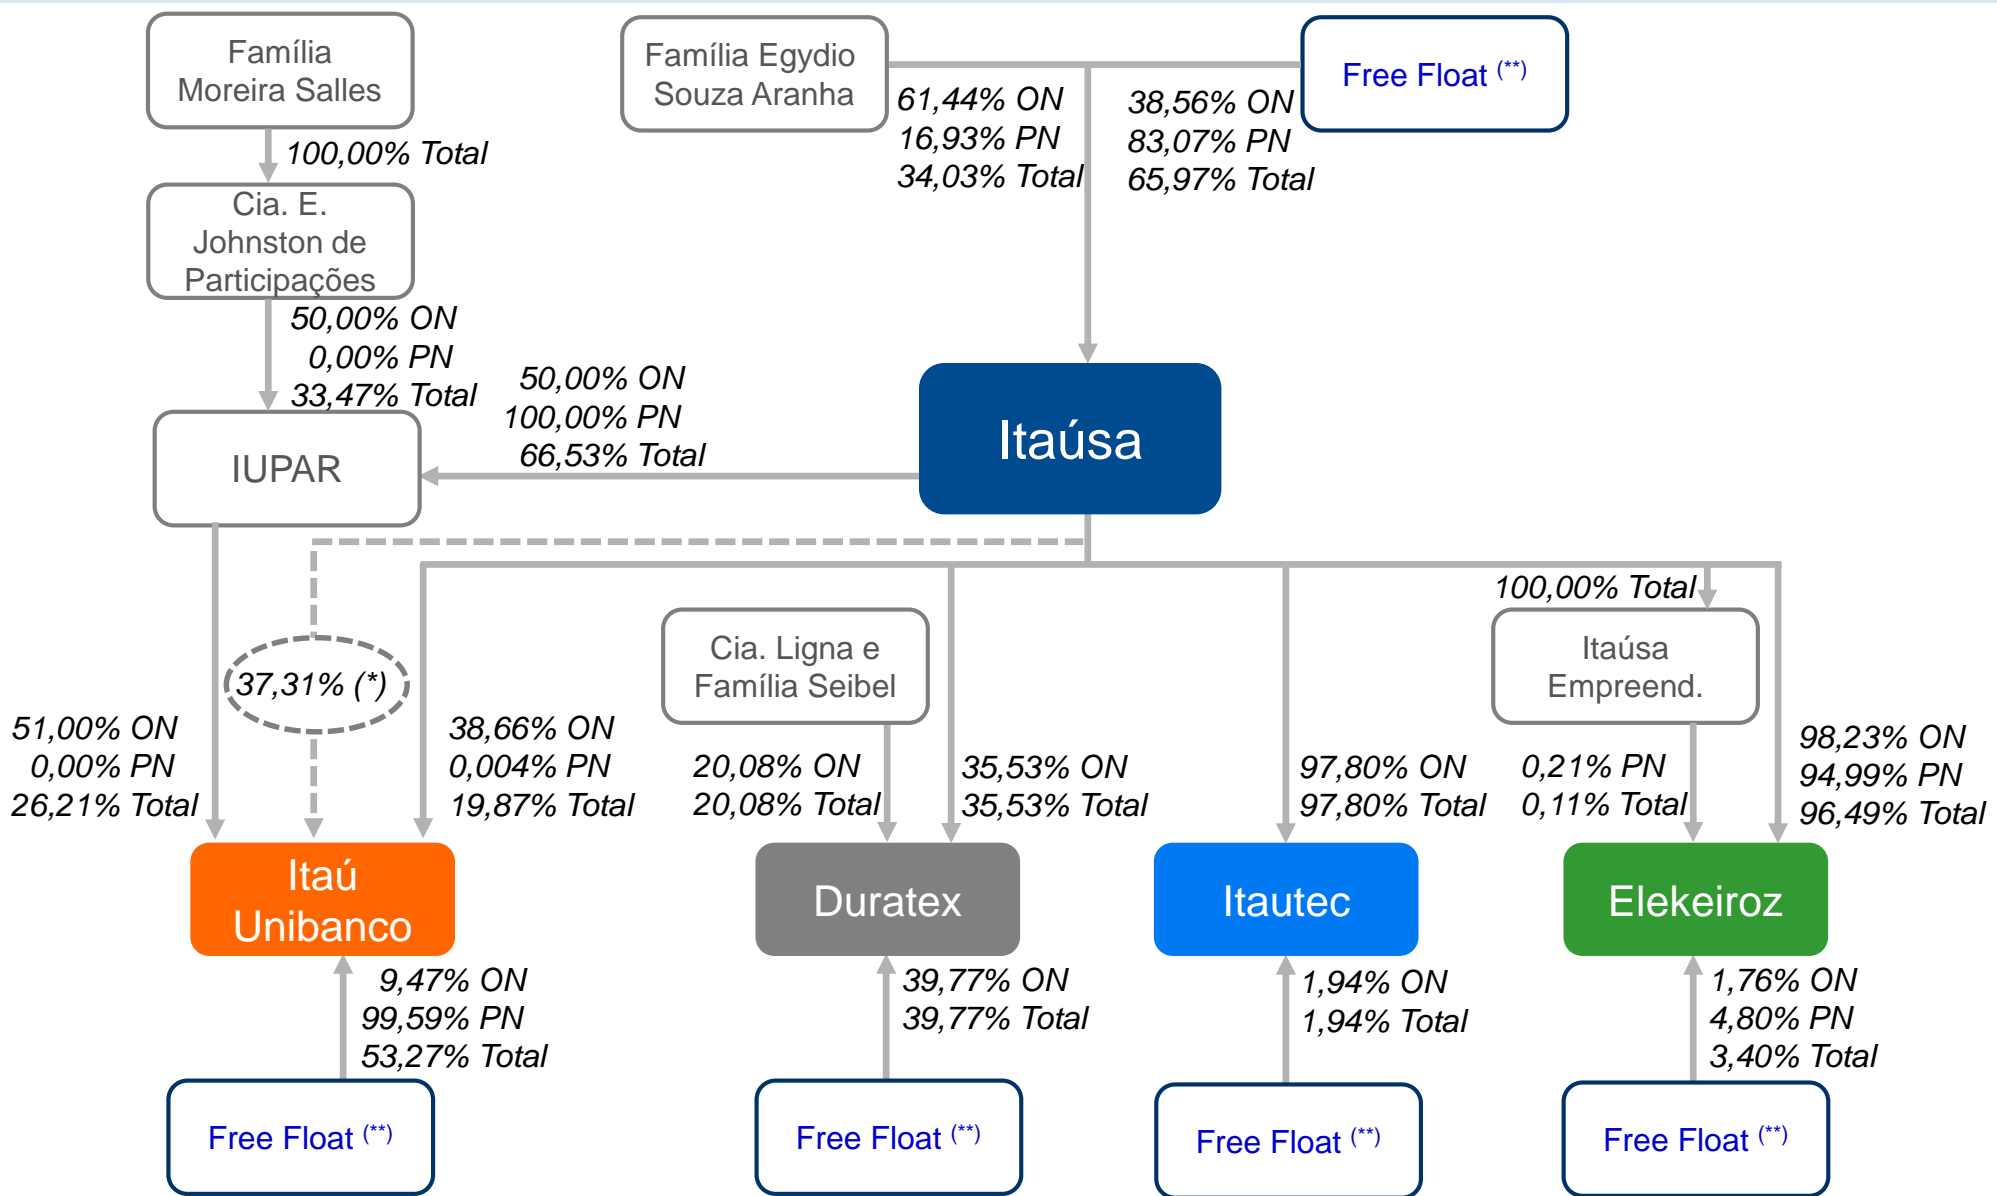 Família
Moreira Salles
100,00% Total
Cia. E.
Johnston de
Participações
50,00% ON
0,00% PN
33,47% Total
IUPAR
Família Egydio
Souza Aranha
61,44% ON
16,93% PN
34,03% Total
Free Float (**)
38,56% ON
83,07% PN
65,97% Total
50,00% ON
100,00% PN
66,53% Total
Itaúsa
37,31% (*)
51,00% ON
0,00% PN
26,21% Total
38,66% ON
0,004% PN
19,87% Total
Cia. Ligna e
Família Seibel
20,08% ON
20,08% Total
35,53% ON
35,53% Total
97,80% ON
97,80% Total
100,00% Total
Itaúsa
Empreend.
0,21% PN
0,11% Total
98,23% ON
94,99% PN
96,49% Total
Itaú
Unibanco
Duratex
Itautec
Elekeiroz
9,47% ON
99,59% PN
53,27% Total
39,77% ON
39,77% Total
1,94% ON
1,94% Total
1,76% ON
4,80% PN
3,40% Total
Free Float (**)
Free Float (**)
Free Float (**)
Free Float (**)